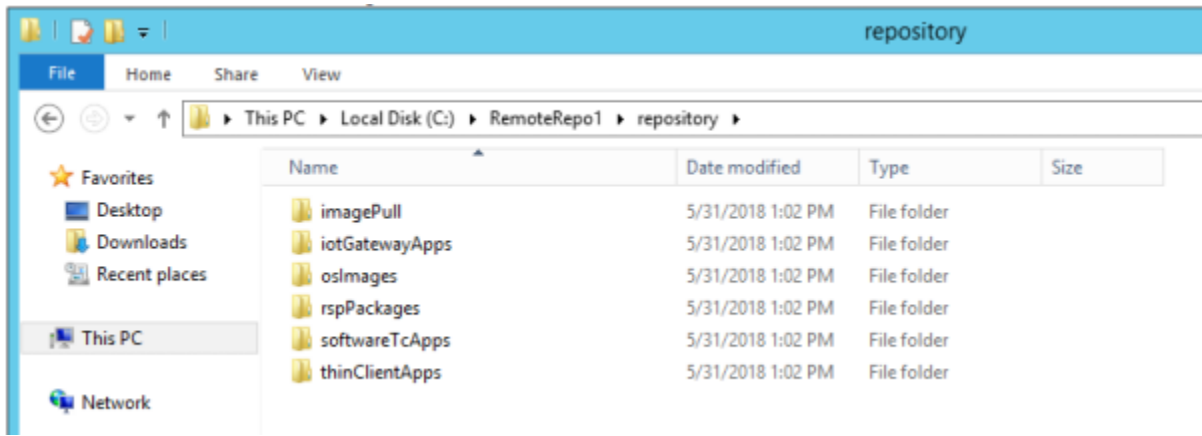 repository
File Home Share View
This PC Local Disk (C:) RemoteRepo1 repository
Favorites
Desktop
Downloads
Recent places
This PC
Network
Name Date modified Type Size
imagePull 5/31/2018 1:02 PM File folder
iotGatewayApps 5/31/2018 1:02 PM File folder
osImages 5/31/2018 1:02 PM File folder
rspPackages 5/31/2018 1:02 PM File folder
softwareTcApps 5/31/2018 1:02 PM File folder
thinClientApps 5/31/2018 1:02 PM File folder